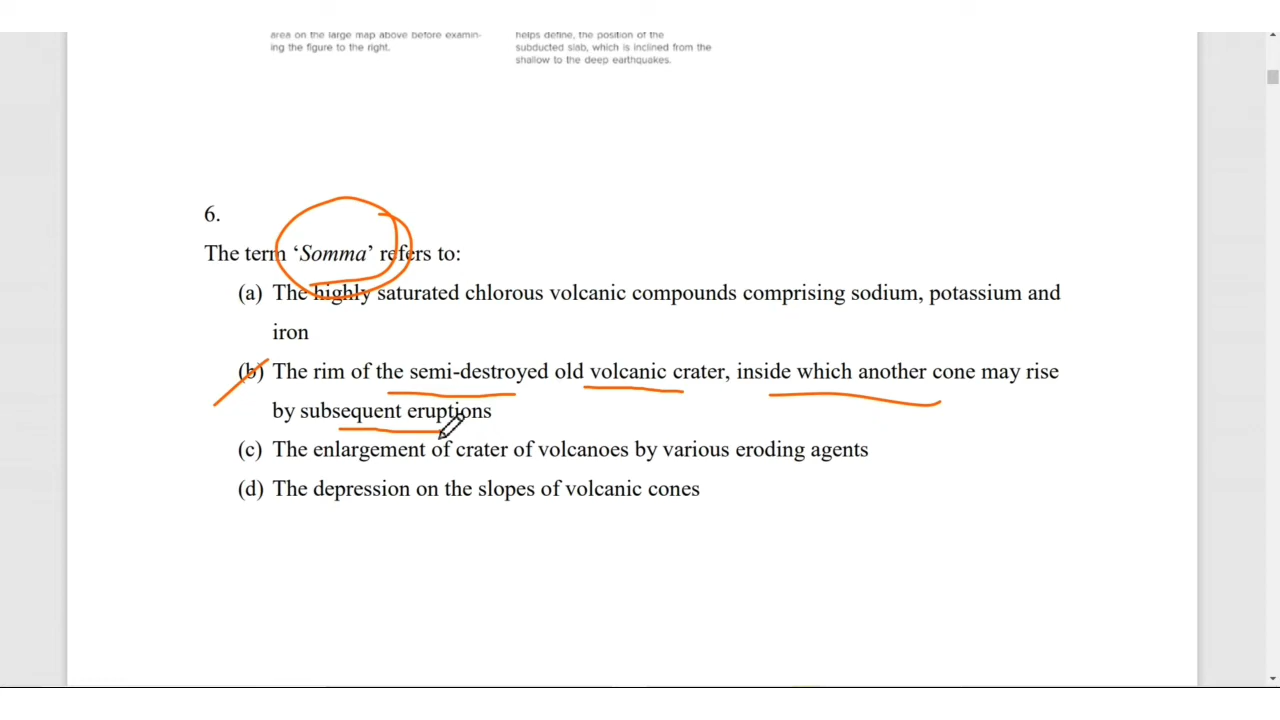 area on the large map above before examin-
ing the figure to the right.
helps define, the position of the
subducted slab, which is inclined from the
shallow to the deep earthquakes.
6.
The term ‘Somma’ refers to:
(a) The highly saturated chlorous volcanic compounds comprising sodium, potassium and
iron
(b) The rim of the semi-destroyed old volcanic crater, inside which another cone may rise
by subsequent eruptions
(c) The enlargement of crater of volcanoes by various eroding agents
(d) The depression on the slopes of volcanic cones